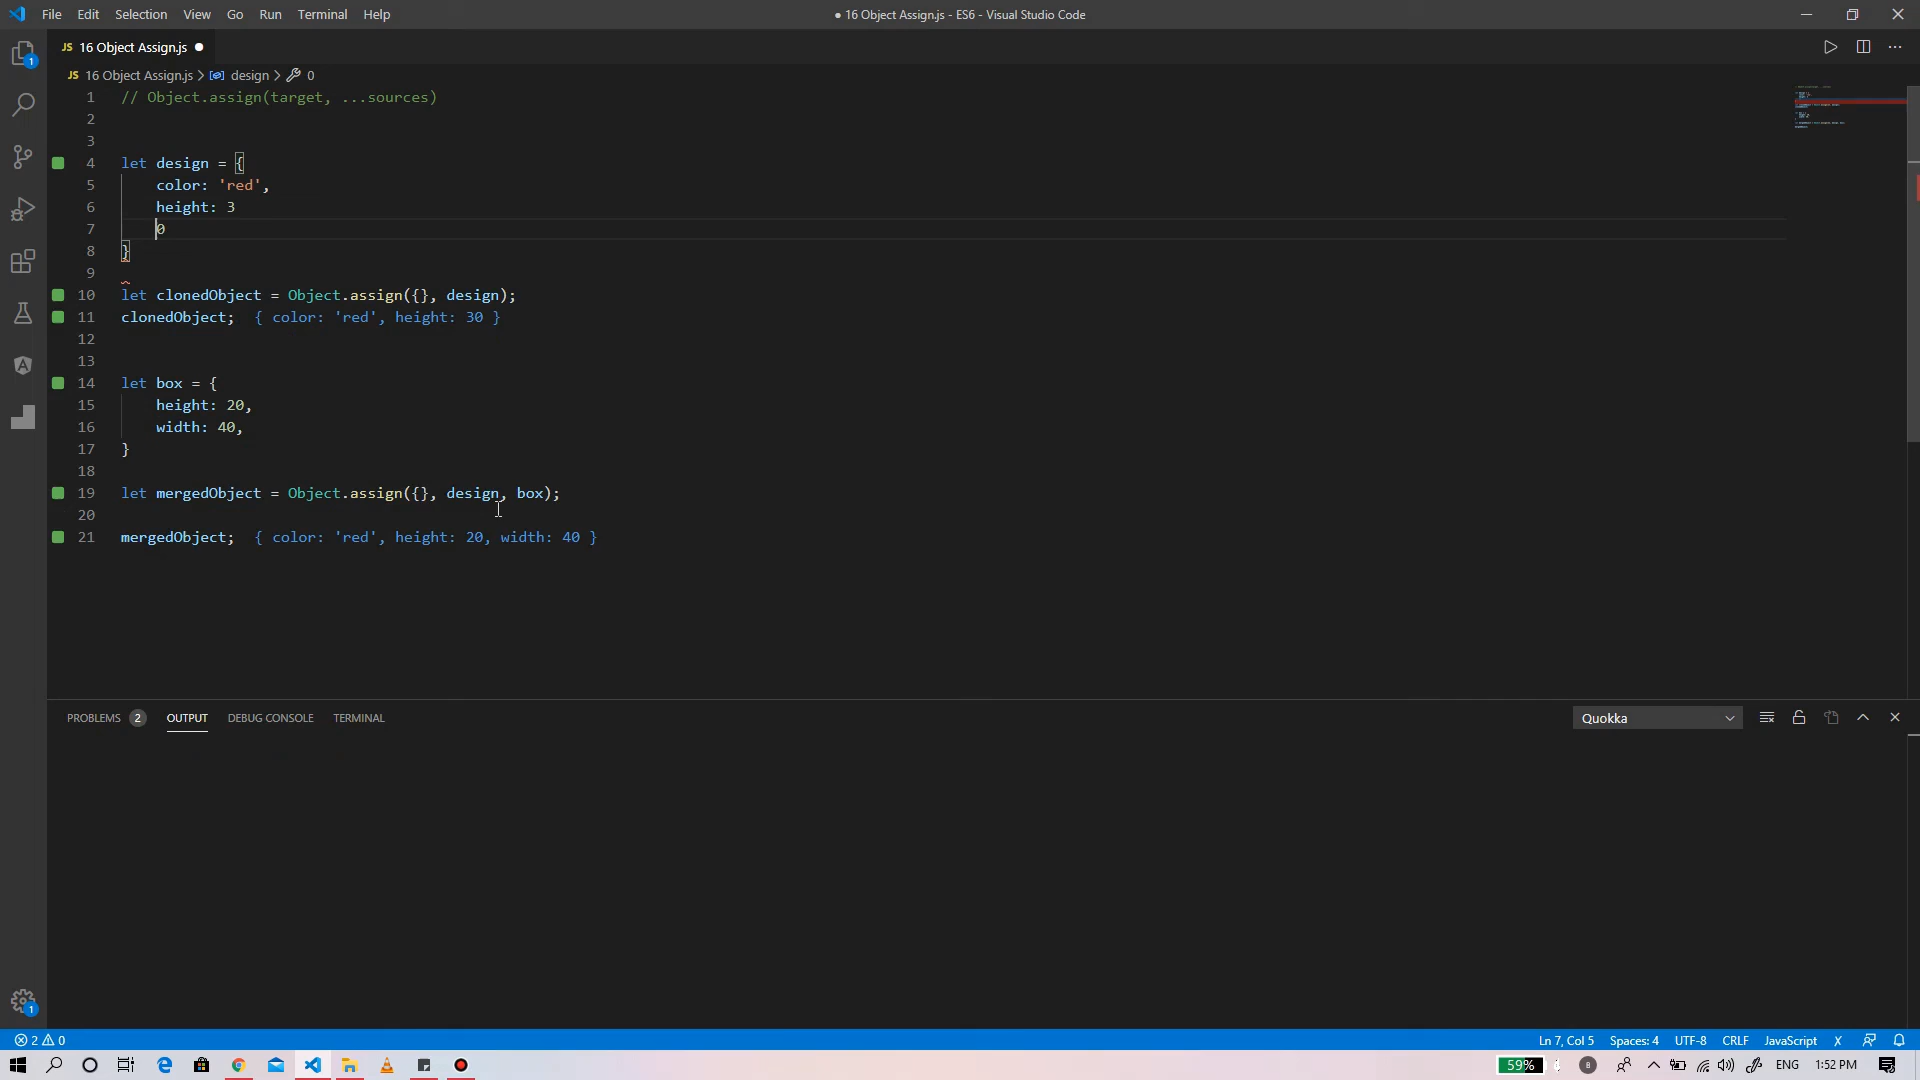 File Edit Selection View Go Run Terminal Help
● 16 Object Assign.js - ES6 - Visual Studio Code
JS 16 Object Assign.js ●
JS 16 Object Assign.js > design > 0
1 // Object.assign(target, ...sources)
2
3
4 let design = {
5 color: 'red',
6 height: 3
7 0
8 }
9
10 let clonedObject = Object.assign({}, design);
11 clonedObject; { color: 'red', height: 30 }
12
13
14 let box = {
15 height: 20,
16 width: 40,
17 }
18
19 let mergedObject = Object.assign({}, design, box);
20
21 mergedObject; { color: 'red', height: 20, width: 40 }
PROBLEMS 2 OUTPUT DEBUG CONSOLE TERMINAL Quokka
1
2 0 Ln 7, Col 5 Spaces: 4 UTF-8 CRLF JavaScript X
59% ENG 1:52 PM